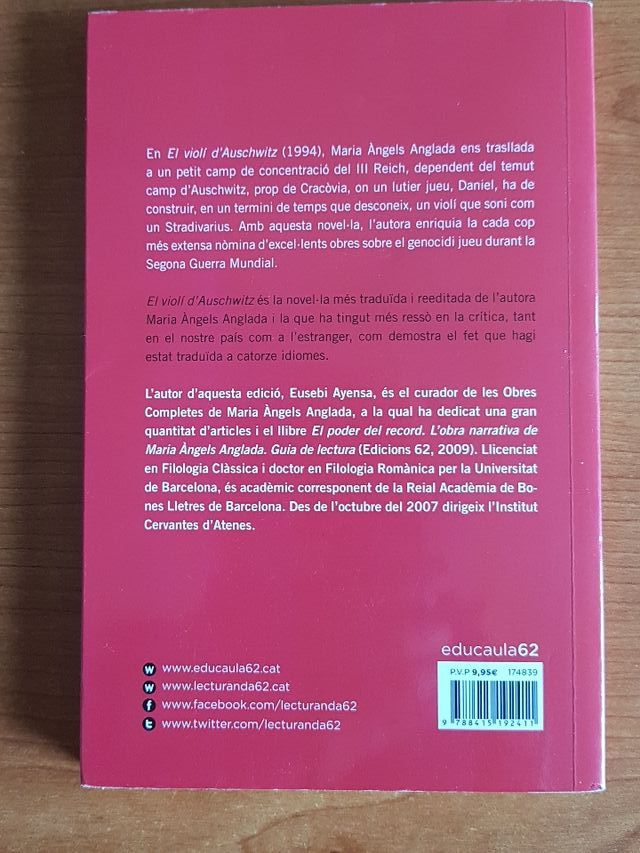 En El violí d'Auschwitz (1994), Maria Àngels Anglada ens trasllada
a un petit camp de concentració del III Reich, dependent del temut
camp d'Auschwitz, prop de Cracòvia, on un lutier jueu, Daniel, ha de
construir, en un termini de temps que desconeix, un violí que soni com
un Stradivarius. Amb aquesta novel·la, l'autora enriquia la cada cop
més extensa nòmina d'excel·lents obres sobre el genocidi jueu durant la
Segona Guerra Mundial.
El violí d'Auschwitz és la novel·la més traduïda i reeditada de l'autora
Maria Àngels Anglada i la que ha tingut més ressò en la crítica, tant
en el nostre país com a l'estranger, com demostra el fet que hagi
estat traduïda a catorze idiomes.
L'autor d'aquesta edició, Eusebi Ayensa, és el curador de les Obres
Completes de Maria Àngels Anglada, a la qual ha dedicat una gran
quantitat d'articles i el llibre El poder del record. L'obra narrativa de
Maria Àngels Anglada. Guia de lectura (Edicions 62, 2009). Llicenciat
en Filologia Clàssica i doctor en Filologia Romànica per la Universitat
de Barcelona, és acadèmic corresponent de la Reial Acadèmia de Bo-
nes Lletres de Barcelona. Des de l'octubre del 2007 dirigeix l'Institut
Cervantes d'Atenes.
educaula62
P.V.P 9,95€ 174839
9 788415 192411
w www.educaula62.cat
w www.lecturanda62.cat
f www.facebook.com/lecturanda62
t www.twitter.com/lecturanda62